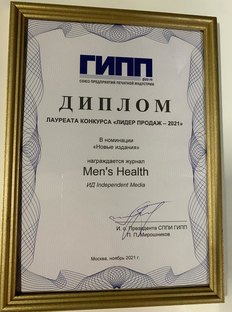 ГИПП
СОЮЗ ПРЕДПРИЯТИЙ ПЕЧАТНОЙ ИНДУСТРИИ
ДИПЛОМ
ЛАУРЕАТА КОНКУРСА «ЛИДЕР ПРОДАЖ – 2021»
В номинации
«Новые издания»
награждается журнал
Men's Health
ИД Independent Media
И. о. Президента СППИ ГИПП
П. П. Мирошников
Москва, ноябрь 2021 г.